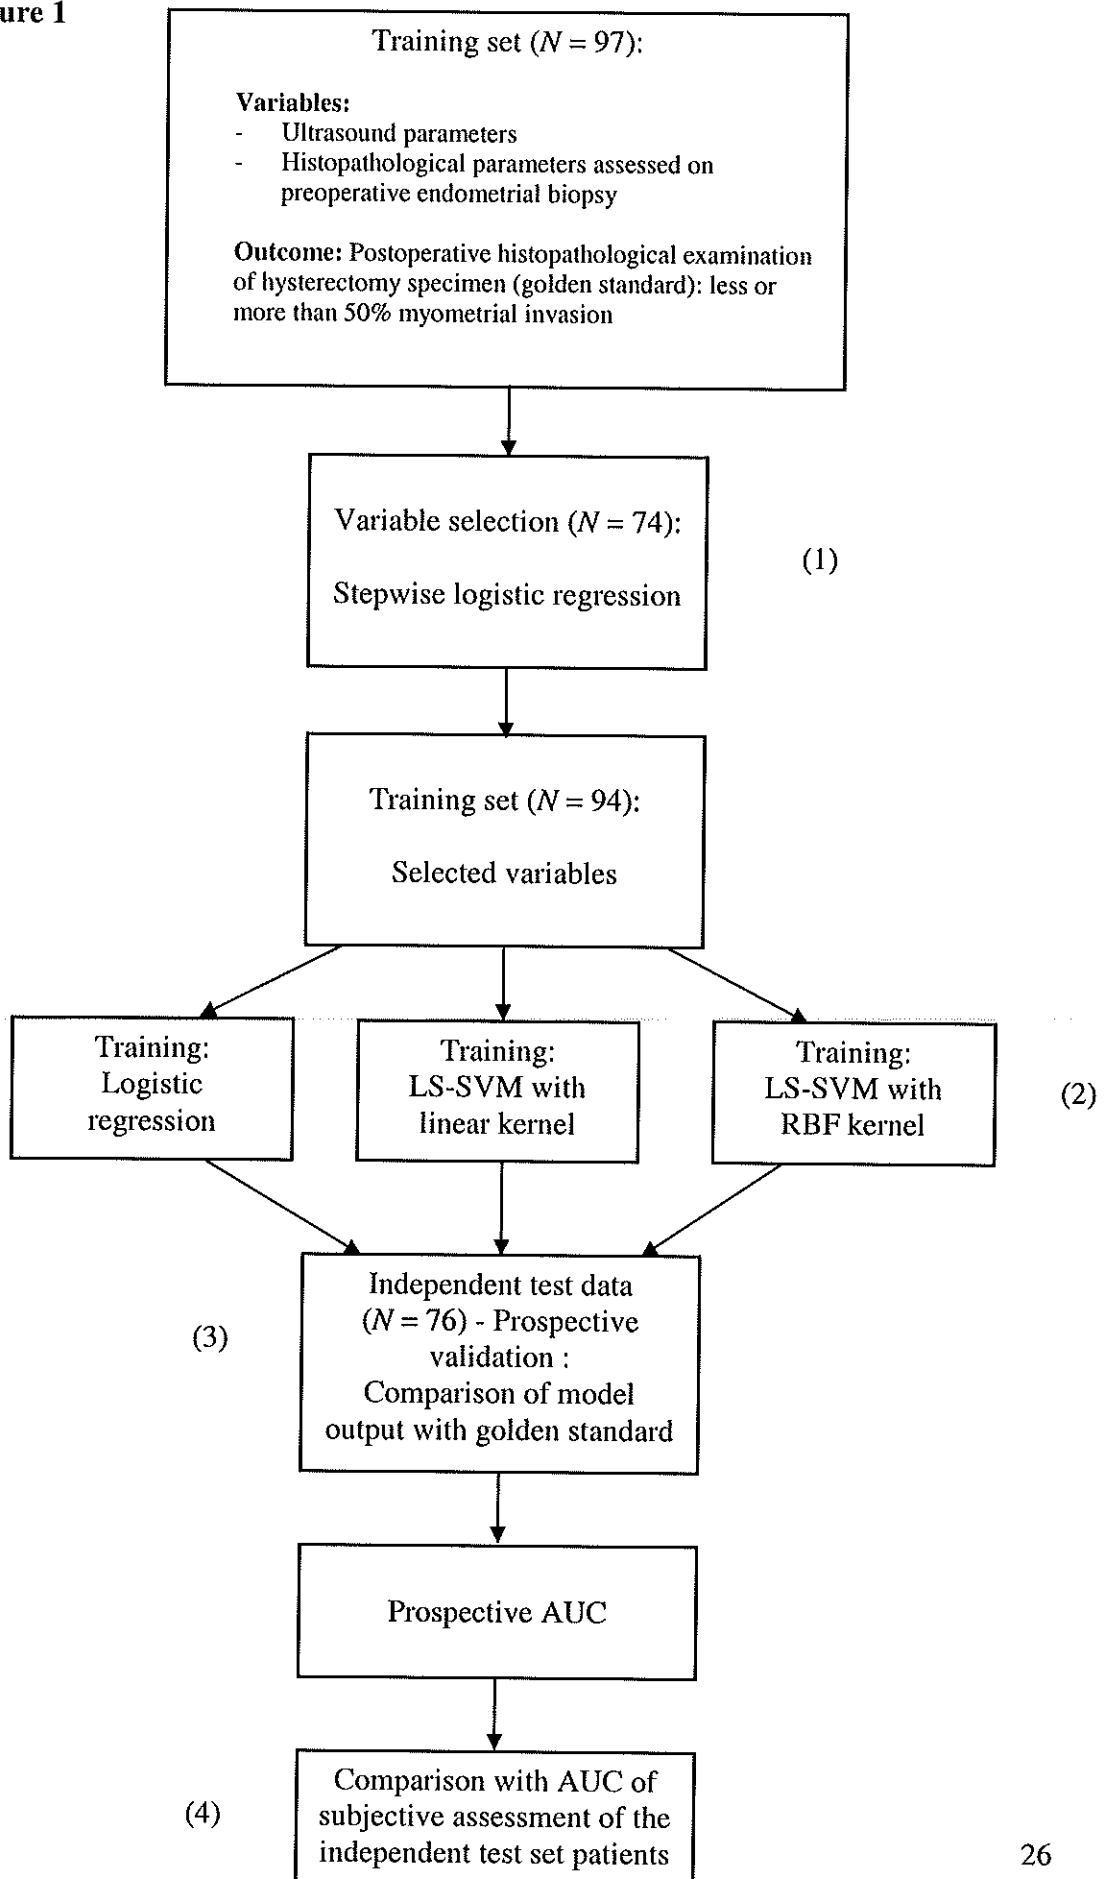 ure 1
Training set (N = 97):
Variables:
- Ultrasound parameters
- Histopathological parameters assessed on
preoperative endometrial biopsy
Outcome: Postoperative histopathological examination
of hysterectomy specimen (golden standard): less or
more than 50% myometrial invasion
Variable selection (N = 74):
(1)
Stepwise logistic regression
Training set (N = 94):
Selected variables
Training:
Logistic
regression
Training:
LS-SVM with
linear kernel
Training:
LS-SVM with
RBF kernel
(2)
Independent test data
(N = 76) - Prospective
validation :
Comparison of model
output with golden standard
(3)
Prospective AUC
Comparison with AUC of
subjective assessment of the
independent test set patients
(4)
26